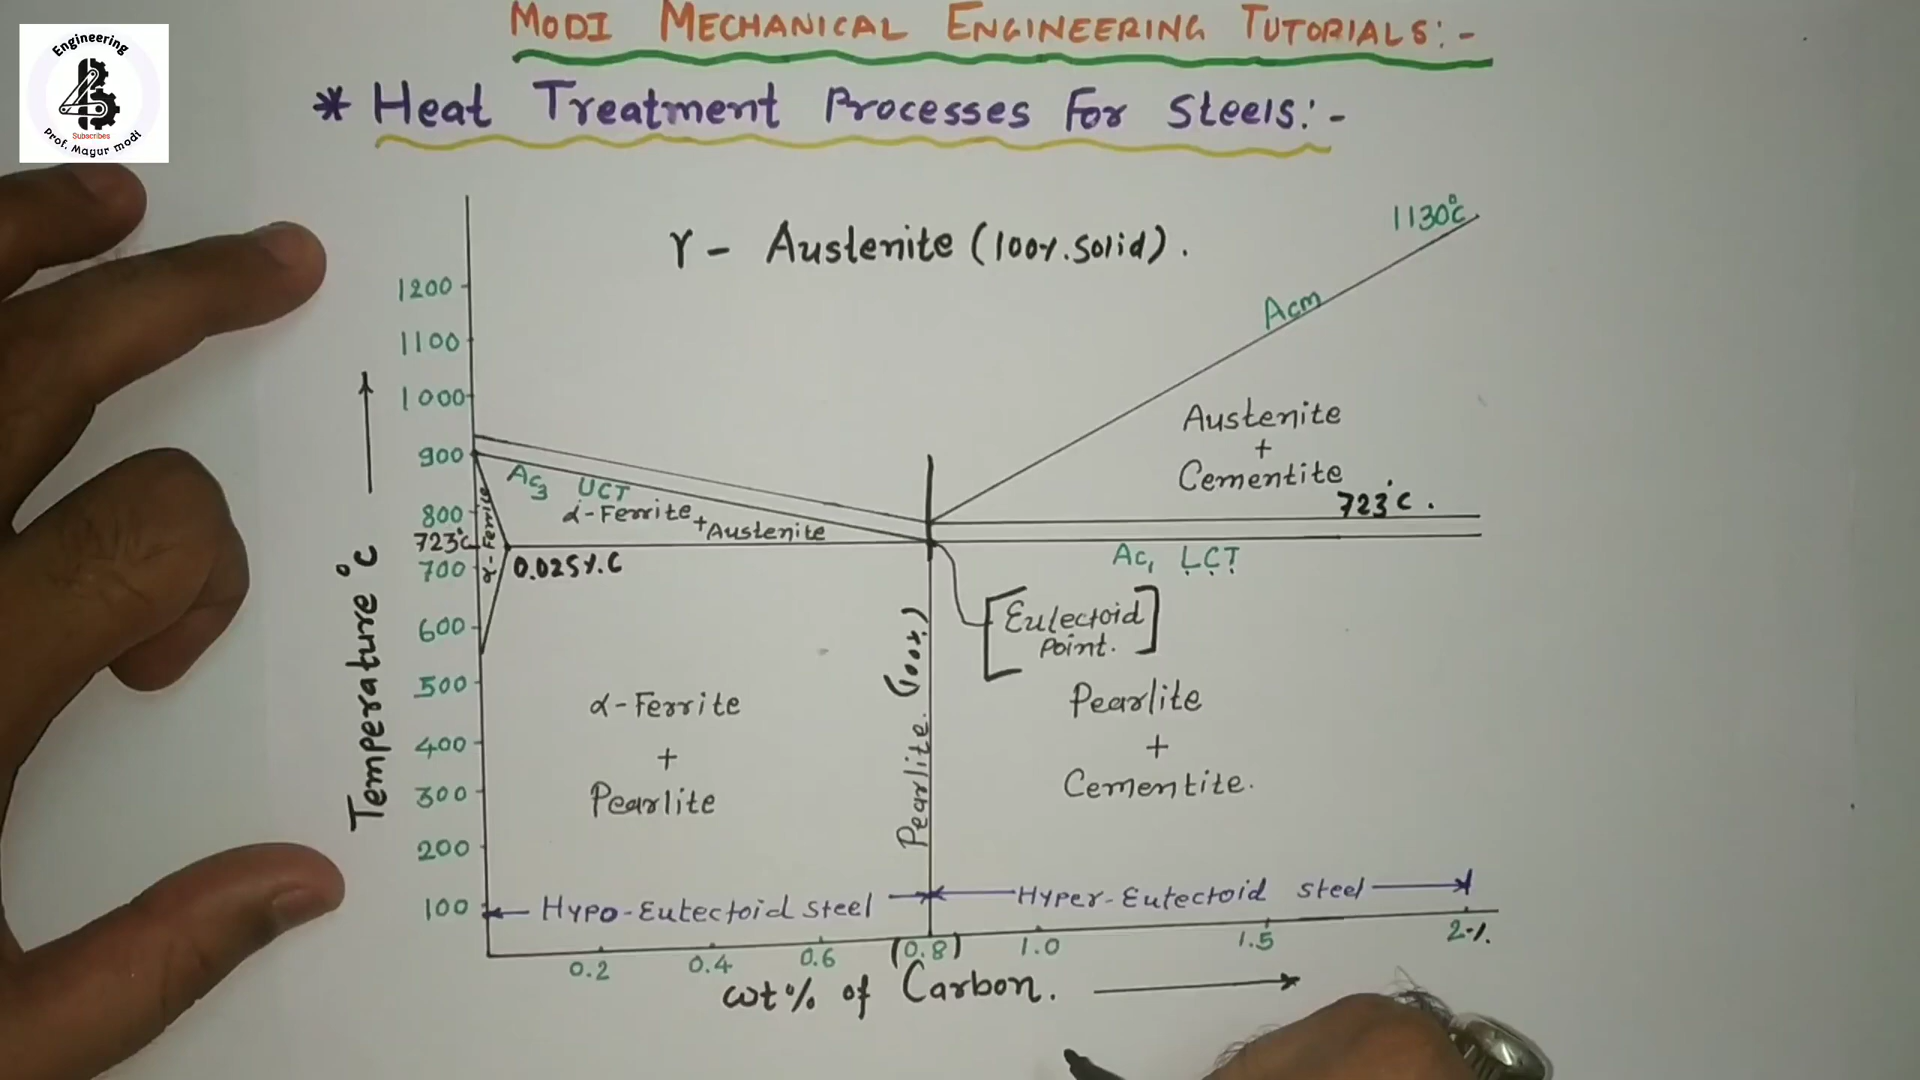 MODI MECHANICAL ENGINEERING TUTORIALS:-
Engineering
Subscribes
Prof. Mayur modi
* Heat Treatment Processes For Steels:-
1130°c
γ - Austenite (100%.Solid).
1200
Acm
1100
1000
Austenite
+
Cementite
900
Ac3 UCT
723°c.
800
α-Ferrite + Austenite
723°c
α-Ferrite
Ac1 L.C.T
700
0.025%.C
Eutectoid
Point.
600
Temperature °c
Pearlite. (100%)
500
α-Ferrite
+
Pearlite
Pearlite
+
Cementite.
400
300
200
100
Hypo-Eutectoid Steel
Hyper-Eutectoid steel
0.2 0.4 0.6 (0.8) 1.0 1.5 2%.
wt% of Carbon.